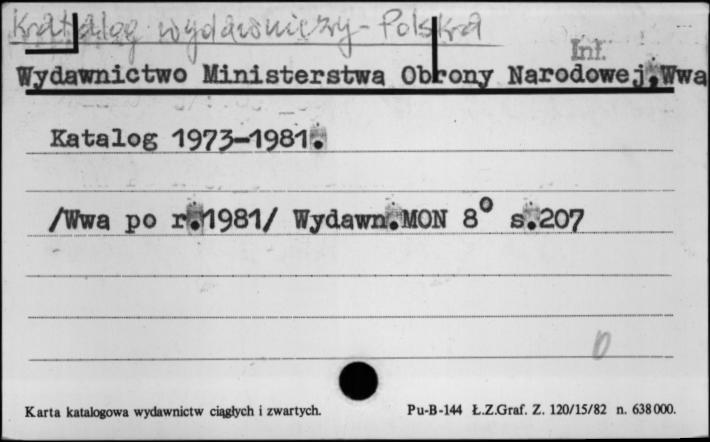 Katalog wydawniczy - Polska
Inf.
Wydawnictwo Ministerstwa Obrony Narodowej.Wwa
Katalog 1973-1981.
/Wwa po r.1981/ Wydawn.MON 8° s.207
0
Karta katalogowa wydawnictw ciągłych i zwartych.
Pu-B-144 Ł.Z.Graf. Z. 120/15/82 n. 638000.